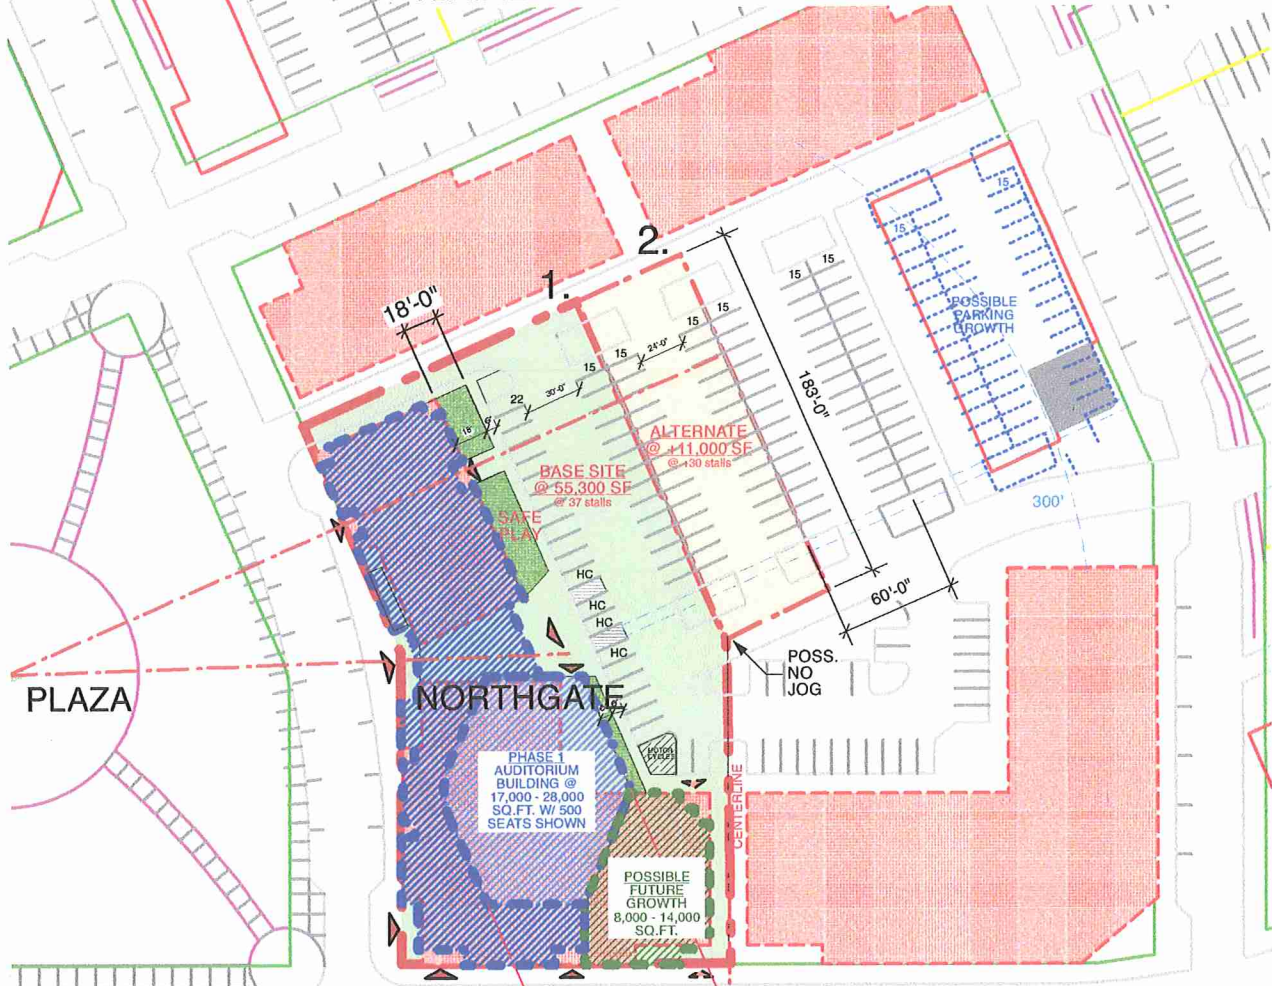 2.
1.
18'-0"
15
15
15
15
15
15
24'-0"
15
15
30'-0"
22
18'
POSSIBLE
PARKING
GROWTH
183'-0"
ALTERNATE
@ +11,000 SF
@ +30 stalls
BASE SITE
@ 55,300 SF
@ 37 stalls
SAFE
PLAY
300'
HC
HC
HC
HC
60'-0"
POSS.
NO
JOG
PLAZA
NORTHGATE
MOTOR
CYCLES
CENTERLINE
PHASE 1
AUDITORIUM
BUILDING @
17,000 - 28,000
SQ.FT. W/ 500
SEATS SHOWN
POSSIBLE
FUTURE
GROWTH
8,000 - 14,000
SQ.FT.